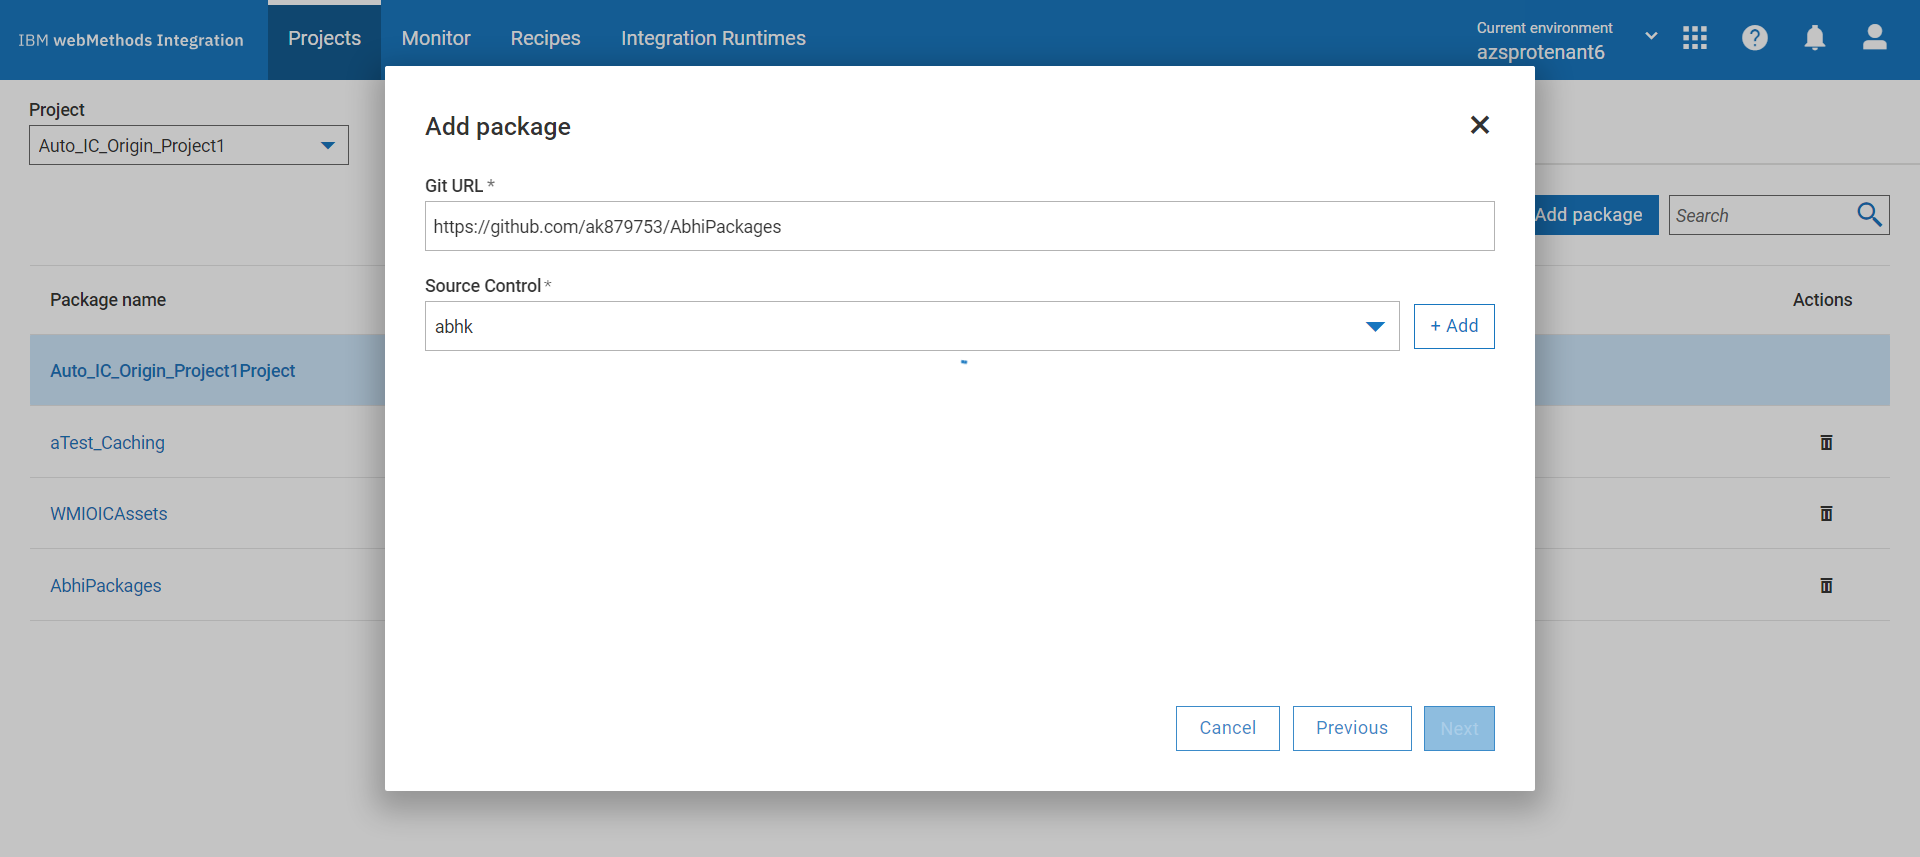 IBM webMethods Integration
Projects
Monitor
Recipes
Integration Runtimes
Current environment
azsprotenant6
Project
Auto_IC_Origin_Project1
Add package
Git URL *
https://github.com/ak879753/AbhiPackages
Source Control *
abhk
+ Add
Cancel
Previous
Next
Add package
Search
Package name
Actions
Auto_IC_Origin_Project1Project
aTest_Caching
WMIOICAssets
AbhiPackages